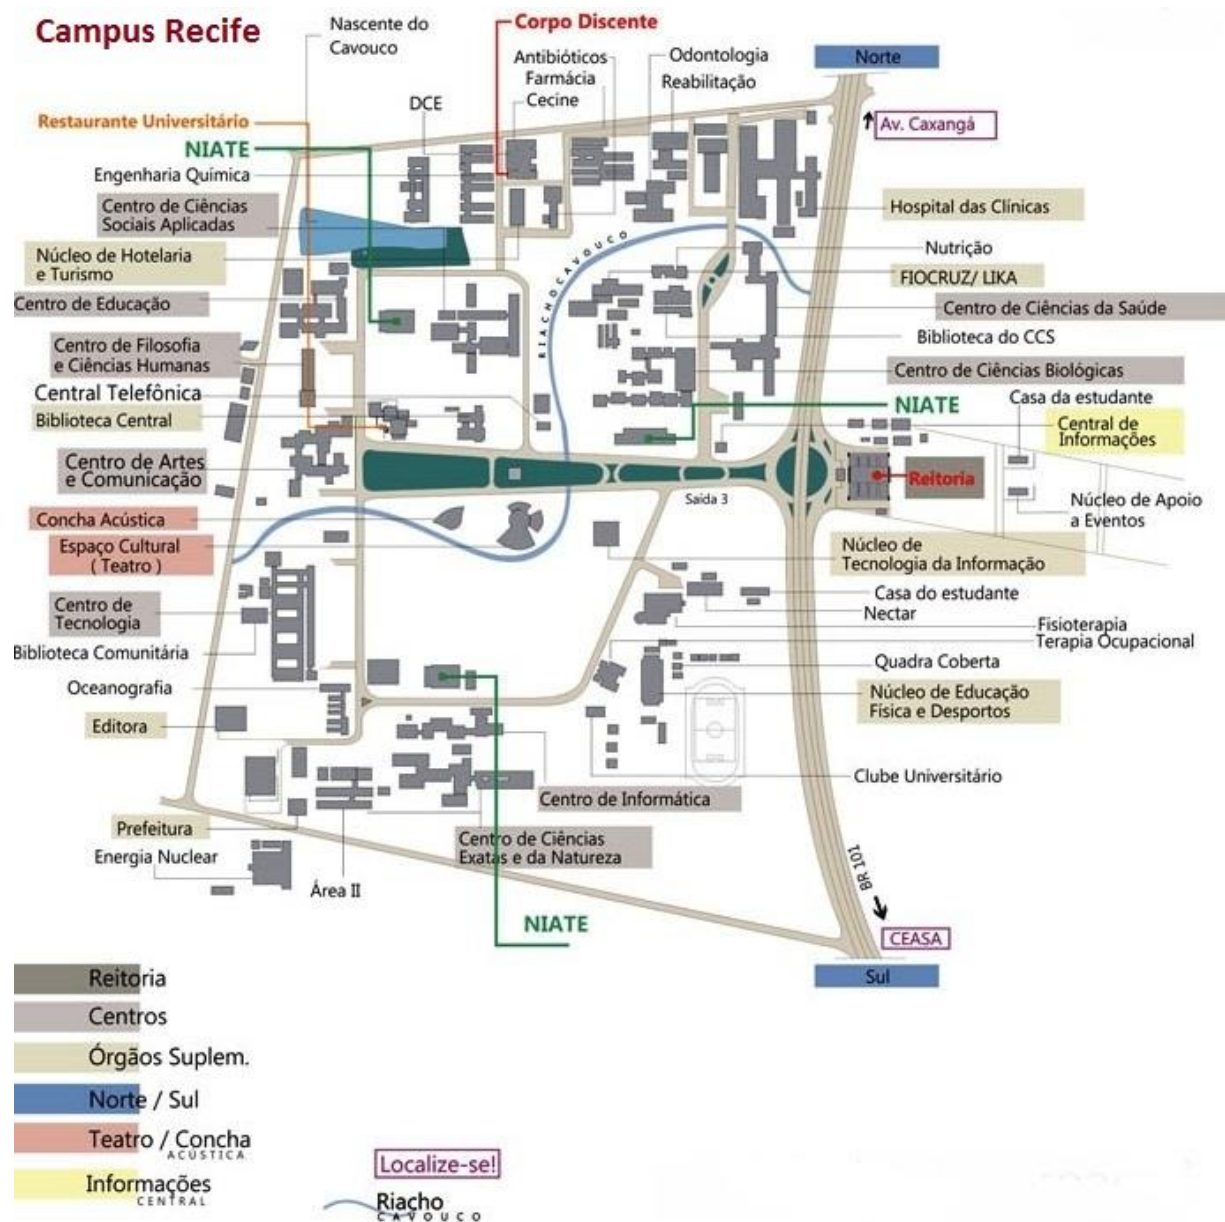 Campus Recife
Nascente do
Cavouco
Corpo Discente
Antibióticos
Farmácia
Cecine
Odontologia
Reabilitação
Norte
Av. Caxangá
DCE
Restaurante Universitário
NIATE
Engenharia Química
Centro de Ciências
Sociais Aplicadas
Hospital das Clínicas
Núcleo de Hotelaria
e Turismo
RIACHOCAVOUCO
Nutrição
FIOCRUZ/ LIKA
Centro de Educação
Centro de Ciências da Saúde
Biblioteca do CCS
Centro de Filosofia
e Ciências Humanas
Centro de Ciências Biológicas
Central Telefônica
NIATE
Casa da estudante
Biblioteca Central
Central de
Informações
Centro de Artes
e Comunicação
Reitoria
Saída 3
Núcleo de Apoio
a Eventos
Concha Acústica
Espaço Cultural
( Teatro )
Núcleo de
Tecnologia da Informação
Centro de
Tecnologia
Casa do estudante
Nectar
Fisioterapia
Terapia Ocupacional
Biblioteca Comunitária
Quadra Coberta
Oceanografia
Núcleo de Educação
Física e Desportos
Editora
Clube Universitário
Centro de Informática
Prefeitura
Centro de Ciências
Exatas e da Natureza
Energia Nuclear
Área II
BR 101
NIATE
CEASA
Sul
Reitoria
Centros
Órgãos Suplem.
Norte / Sul
Teatro / Concha
ACÚSTICA
Informações
CENTRAL
Localize-se!
Riacho
CAVOUCO